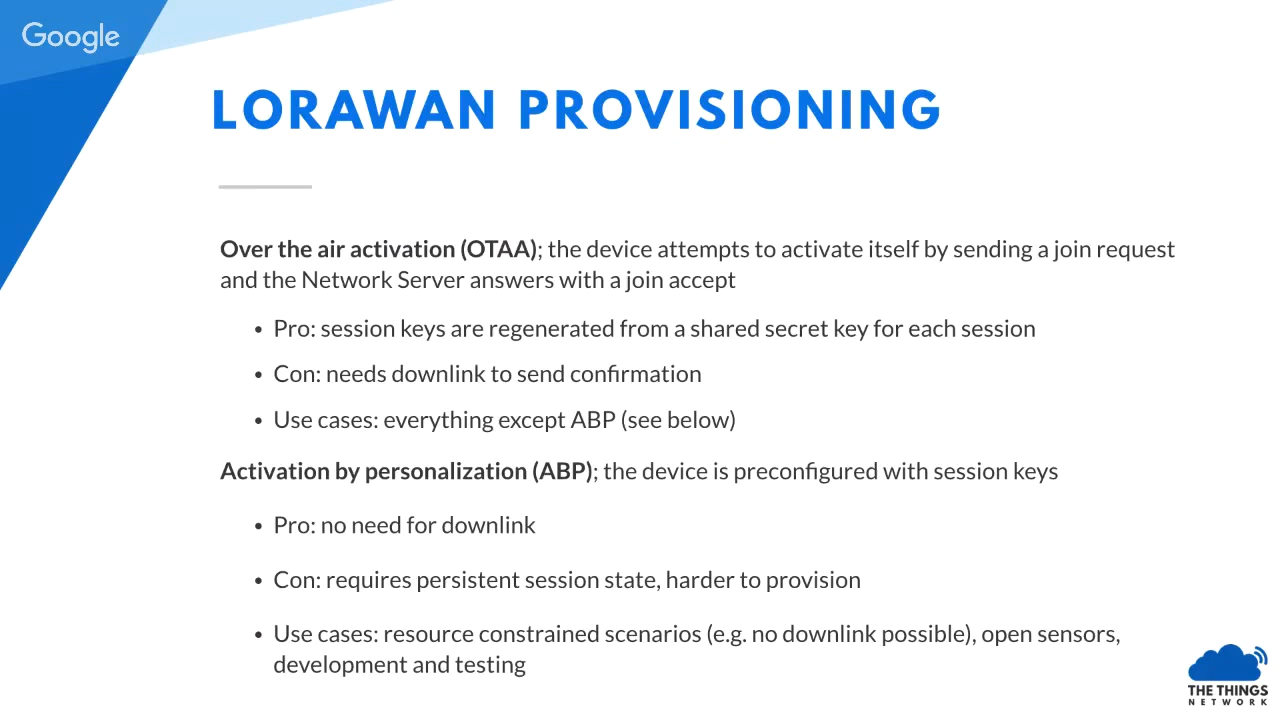 Google
LORAWAN PROVISIONING
Over the air activation (OTAA); the device attempts to activate itself by sending a join request
and the Network Server answers with a join accept
• Pro: session keys are regenerated from a shared secret key for each session
• Con: needs downlink to send confirmation
• Use cases: everything except ABP (see below)
Activation by personalization (ABP); the device is preconfigured with session keys
• Pro: no need for downlink
• Con: requires persistent session state, harder to provision
• Use cases: resource constrained scenarios (e.g. no downlink possible), open sensors,
development and testing
THE THINGS
NETWORK